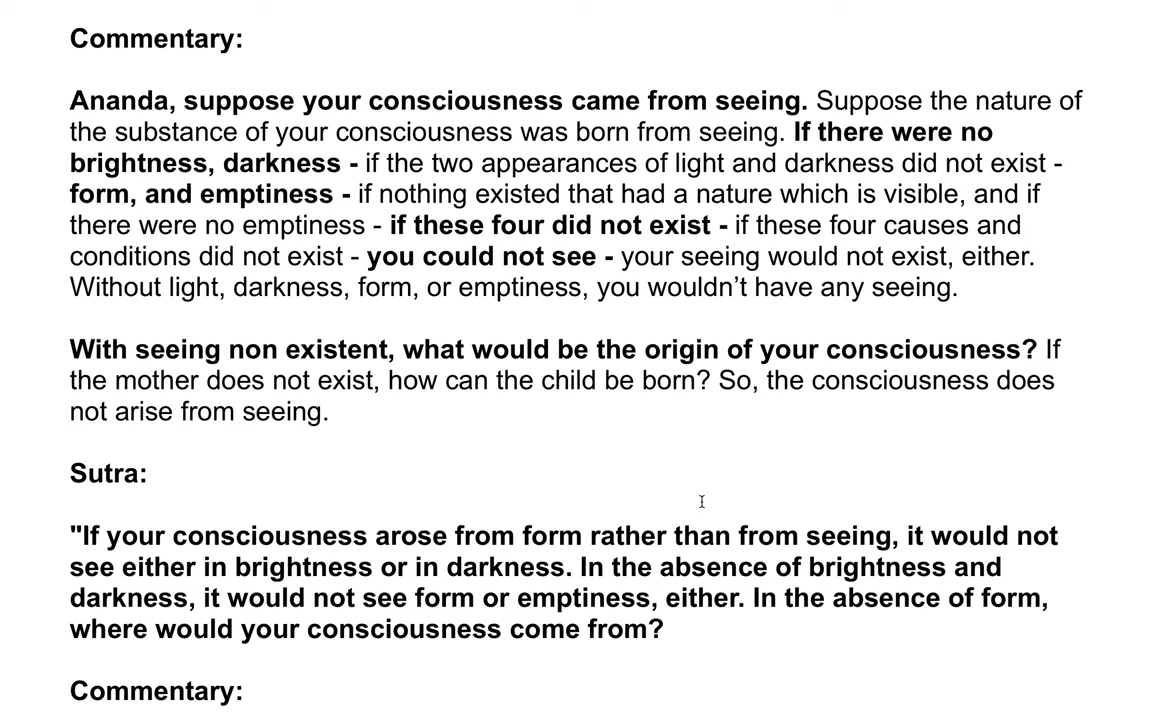 Commentary:
Ananda, suppose your consciousness came from seeing. Suppose the nature of
the substance of your consciousness was born from seeing. If there were no
brightness, darkness - if the two appearances of light and darkness did not exist -
form, and emptiness - if nothing existed that had a nature which is visible, and if
there were no emptiness - if these four did not exist - if these four causes and
conditions did not exist - you could not see - your seeing would not exist, either.
Without light, darkness, form, or emptiness, you wouldn’t have any seeing.
With seeing non existent, what would be the origin of your consciousness? If
the mother does not exist, how can the child be born? So, the consciousness does
not arise from seeing.
Sutra:
"If your consciousness arose from form rather than from seeing, it would not
see either in brightness or in darkness. In the absence of brightness and
darkness, it would not see form or emptiness, either. In the absence of form,
where would your consciousness come from?
Commentary: